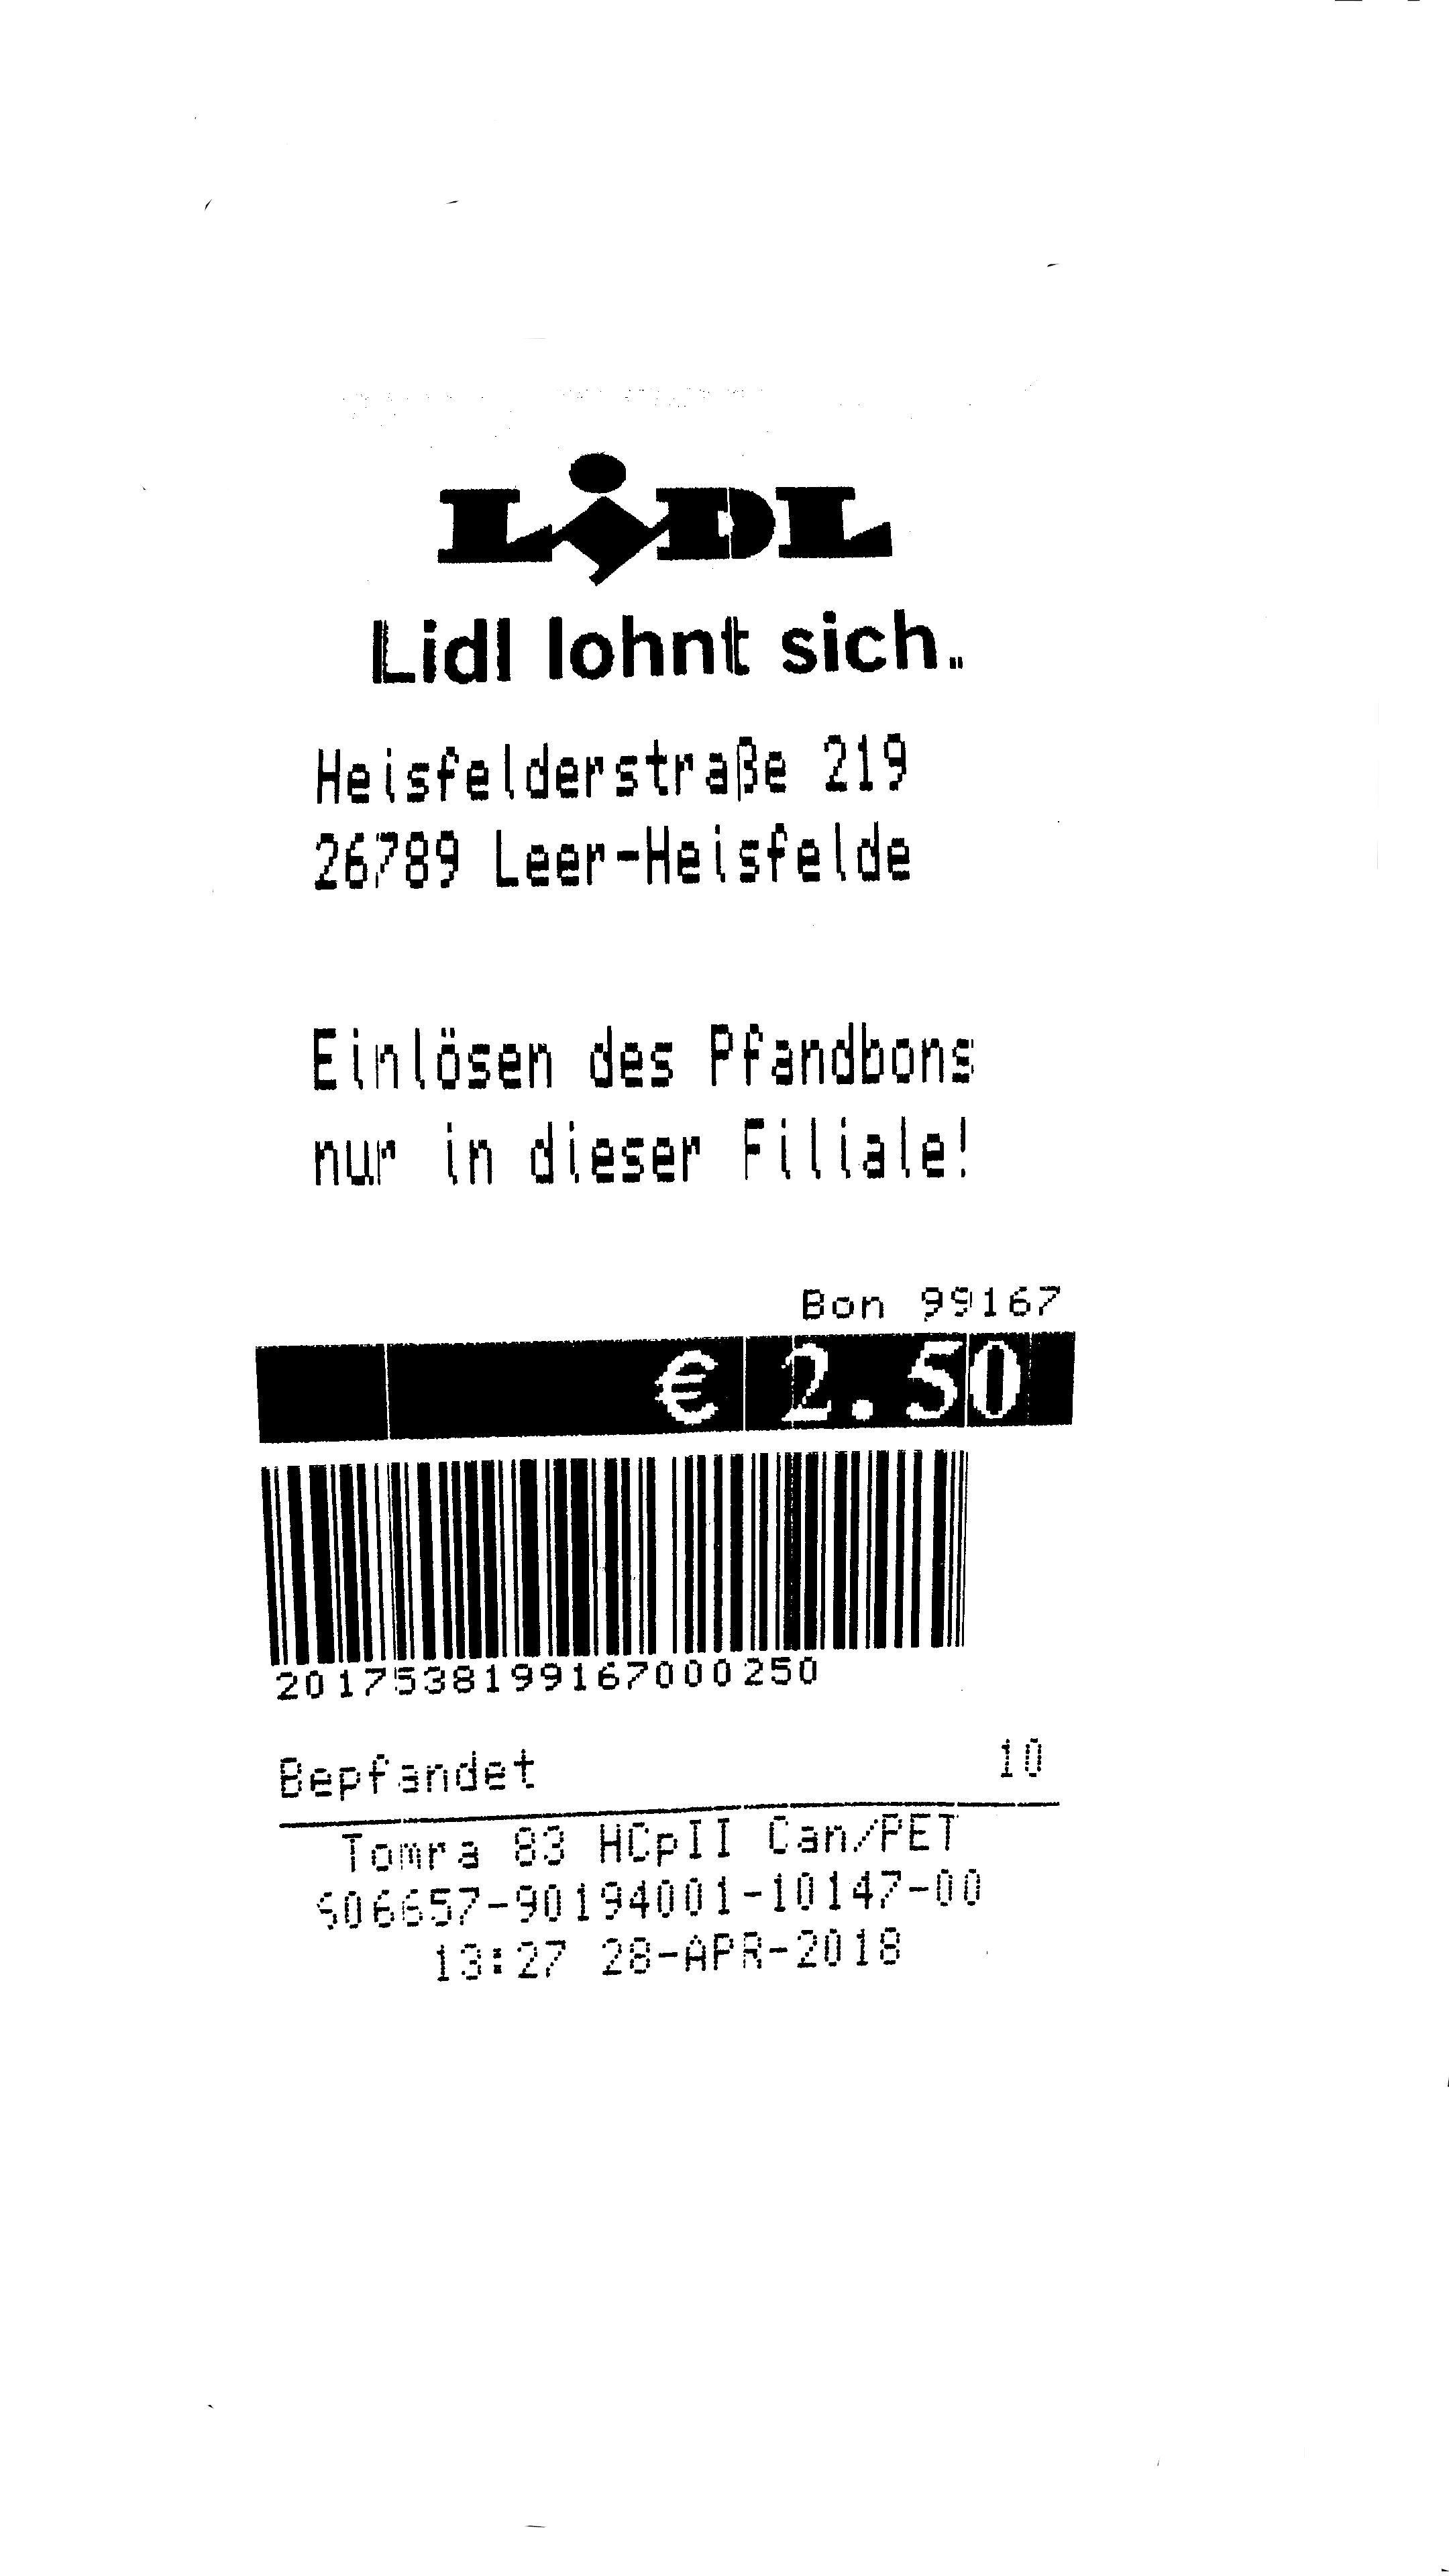 LiDL
Lidl lohnt sich.
Heisfelderstraße 219
26789 Leer-Heisfelde
Einlösen des Pfandbons
nur in dieser Filiale!
Bon 99167
€ 2.50
2017538199167000250
Bepfandet 10
Tomra 83 HCpII Can/PET
S06657-90194001-10147-00
13:27 28-APR-2018